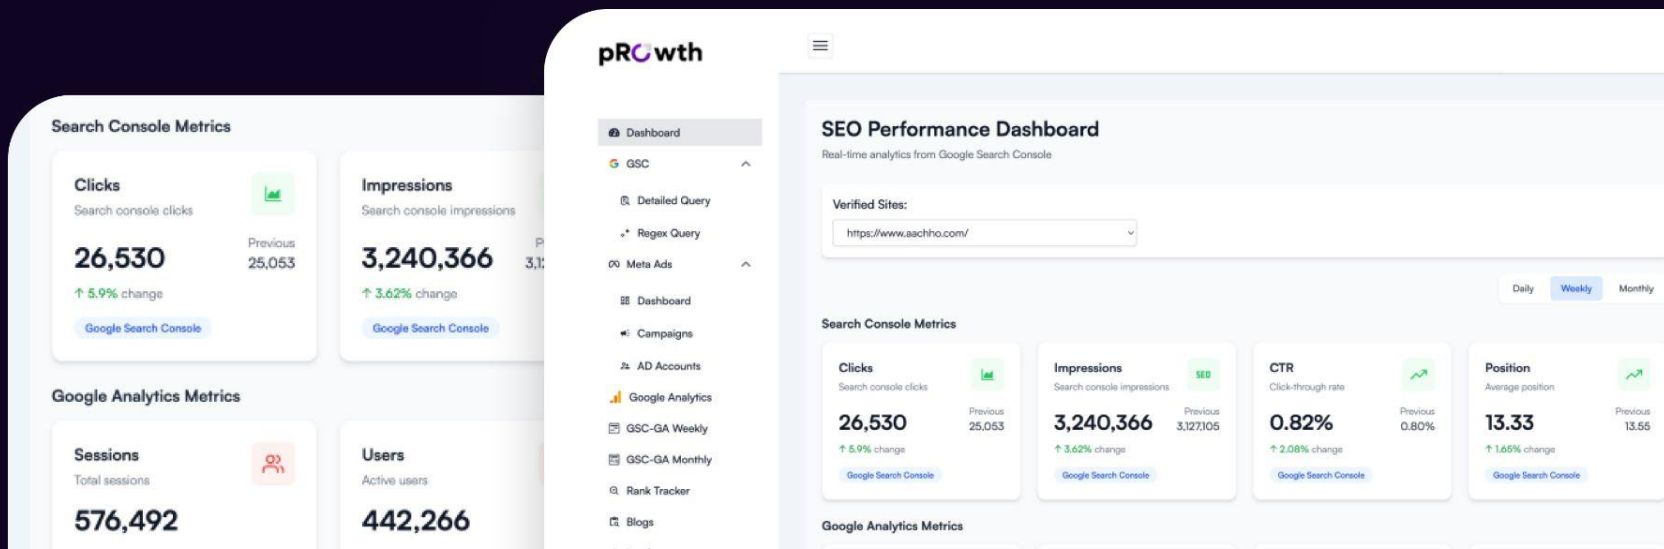 Search Console Metrics
Clicks
Search console clicks
26,530
Previous
25,053
↑ 5.9% change
Google Search Console
Impressions
Search console impressions
3,240,366
↑ 3.62% change
Google Search Console
Google Analytics Metrics
Sessions
Total sessions
576,492
Users
Active users
442,266
pROwth
Dashboard
GSC
Detailed Query
Regex Query
Meta Ads
Dashboard
Campaigns
AD Accounts
Google Analytics
GSC-GA Weekly
GSC-GA Monthly
Rank Tracker
Blogs
SEO Performance Dashboard
Real-time analytics from Google Search Console
Verified Sites:
https://www.aachho.com/
Daily Weekly Monthly
Search Console Metrics
Clicks
Search console clicks
26,530
Previous
25,053
↑ 5.9% change
Google Search Console
Impressions
Search console impressions
SEO
3,240,366
Previous
3,127,105
↑ 3.62% change
Google Search Console
CTR
Click-through rate
0.82%
Previous
0.80%
↑ 2.08% change
Google Search Console
Position
Average position
13.33
Previous
13.55
↑ 1.65% change
Google Search Console
Google Analytics Metrics